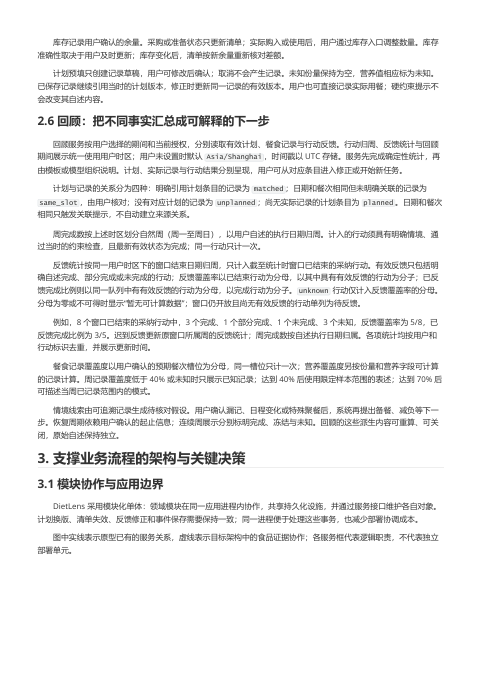 库存记录用户确认的余量。采购或准备状态只更新清单；实际购入或使用后，用户通过库存入口调整数量。库存
准确性取决于用户及时更新；库存变化后，清单按新余量重新核对差额。
计划预填只创建记录草稿，用户可修改后确认；取消不会产生记录。未知份量保持为空，营养值相应标为未知。
已保存记录继续引用当时的计划版本，修正时更新同一记录的有效版本。用户也可直接记录实际用餐；硬约束提示不
会改变其自述内容。
2.6 回顾：把不同事实汇总成可解释的下一步
回顾服务按用户选择的期间和当前授权，分别读取有效计划、餐食记录与行动反馈。行动归周、反馈统计与回顾
期间展示统一使用用户时区；用户未设置时默认 Asia/Shanghai，时间戳以 UTC 存储。服务先完成确定性统计，再
由模板或模型组织说明。计划、实际记录与行动结果分别呈现，用户可从对应条目进入修正或开始新任务。
计划与记录的关系分为四种：明确引用计划条目的记录为 matched；日期和餐次相同但未明确关联的记录为
same_slot，由用户核对；没有对应计划的记录为 unplanned；尚无实际记录的计划条目为 planned。日期和餐次
相同只触发关联提示，不自动建立来源关系。
周完成数按上述时区划分自然周（周一至周日），以用户自述的执行日期归周。计入的行动须具有明确情境、通
过当时的约束检查，且最新有效状态为完成；同一行动只计一次。
反馈统计按同一用户时区下的窗口结束日期归周，只计入截至统计时窗口已结束的采纳行动。有效反馈只包括明
确自述完成、部分完成或未完成的行动；反馈覆盖率以已结束行动为分母，以其中具有有效反馈的行动为分子；已反
馈完成比例则以同一队列中有有效反馈的行动为分母，以完成行动为分子。unknown 行动仅计入反馈覆盖率的分母。
分母为零或不可得时显示“暂无可计算数据”；窗口仍开放且尚无有效反馈的行动单列为待反馈。
例如，8 个窗口已结束的采纳行动中，3 个完成、1 个部分完成、1 个未完成、3 个未知，反馈覆盖率为 5/8，已
反馈完成比例为 3/5。迟到反馈更新原窗口所属周的反馈统计；周完成数按自述执行日期归属。各项统计均按用户和
行动标识去重，并展示更新时间。
餐食记录覆盖度以用户确认的预期餐次槽位为分母，同一槽位只计一次；营养覆盖度另按份量和营养字段可计算
的记录计算。周记录覆盖度低于 40% 或未知时只展示已知记录；达到 40% 后使用限定样本范围的表述；达到 70% 后
可描述当周已记录范围内的模式。
情境线索由可追溯记录生成待核对假设。用户确认漏记、日程变化或特殊聚餐后，系统再提出备餐、减负等下一
步。恢复周期依赖用户确认的起止信息；连续周展示分别标明完成、冻结与未知。回顾的这些派生内容可重算、可关
闭，原始自述保持独立。
3. 支撑业务流程的架构与关键决策
3.1 模块协作与应用边界
DietLens 采用模块化单体：领域模块在同一应用进程内协作，共享持久化设施，并通过服务接口维护各自对象。
计划换版、清单失效、反馈修正和事件保存需要保持一致；同一进程便于处理这些事务，也减少部署协调成本。
图中实线表示原型已有的服务关系，虚线表示目标架构中的食品证据协作；各服务框代表逻辑职责，不代表独立
部署单元。